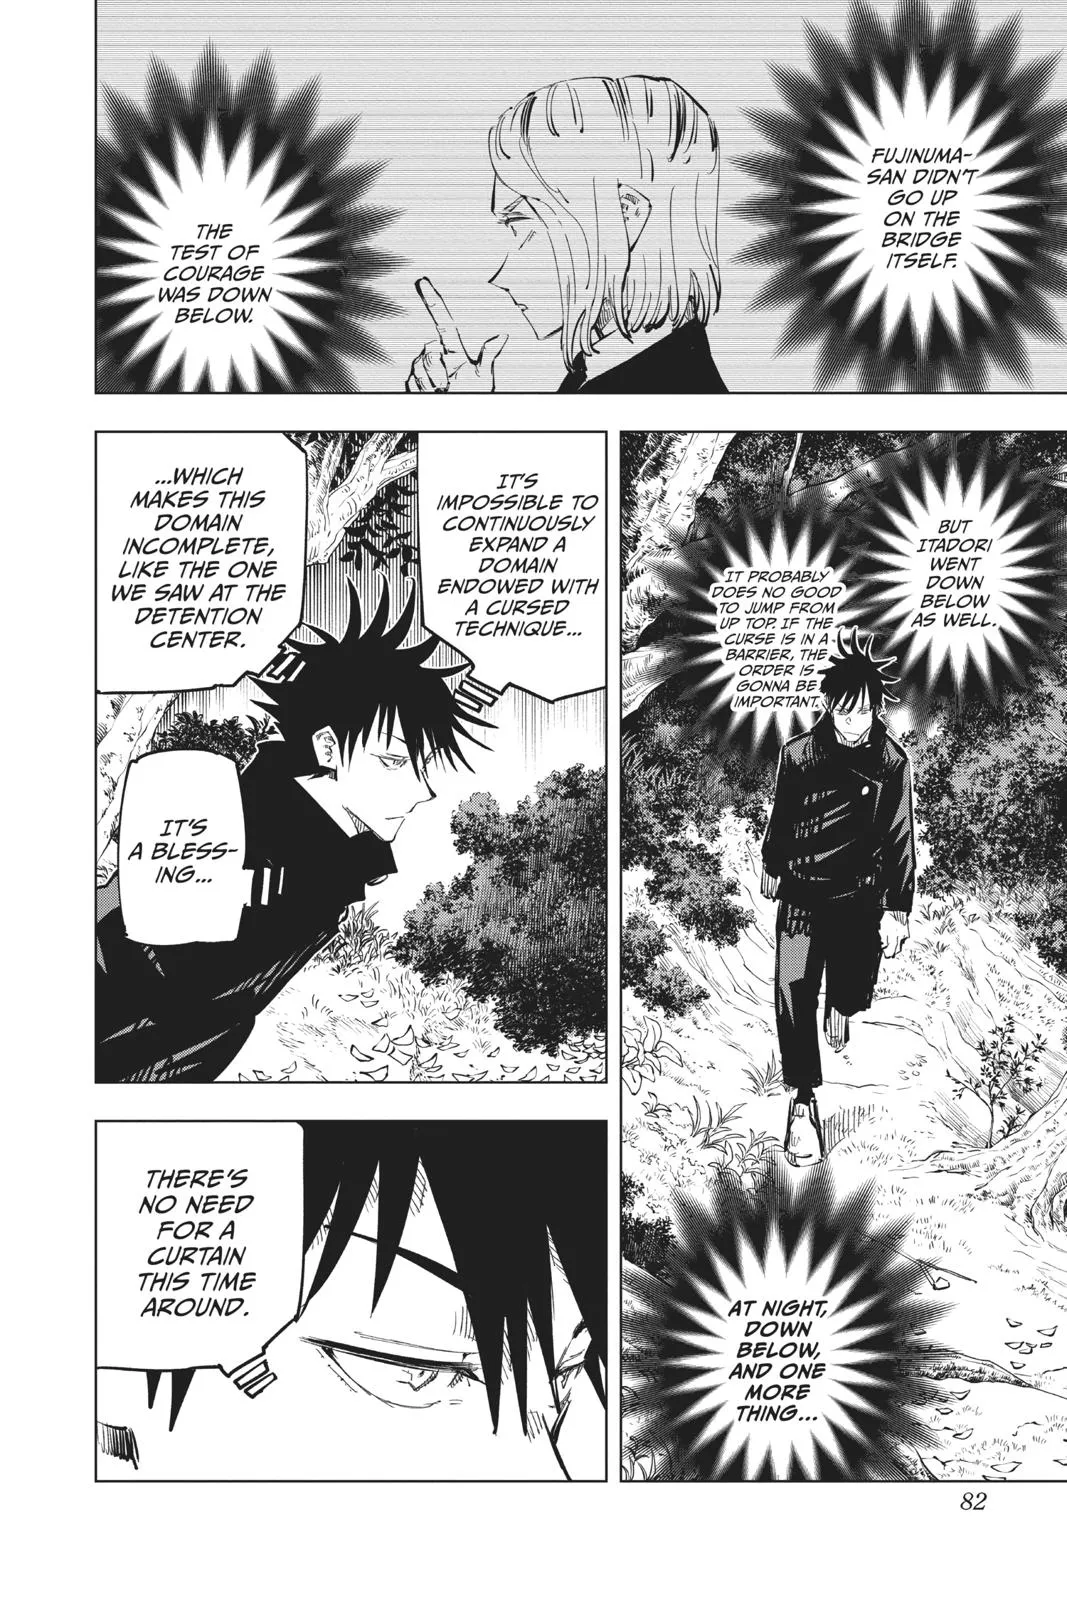 FUJINUMA-
SAN DIDN'T
GO UP
ON THE
BRIDGE
ITSELF.
THE
TEST OF
COURAGE
WAS DOWN
BELOW.
BUT
ITADORI
WENT
DOWN
BELOW
AS WELL.
IT PROBABLY
DOES NO GOOD
TO JUMP FROM
UP TOP. IF THE
CURSE IS IN A
BARRIER, THE
ORDER IS
GONNA BE
IMPORTANT.
AT NIGHT,
DOWN
BELOW,
AND ONE
MORE
THING...
IT'S
IMPOSSIBLE TO
CONTINUOUSLY
EXPAND A
DOMAIN
ENDOWED WITH
A CURSED
TECHNIQUE...
...WHICH
MAKES THIS
DOMAIN
INCOMPLETE,
LIKE THE ONE
WE SAW AT THE
DETENTION
CENTER.
IT'S
A BLESS-
ING...
THERE'S
NO NEED
FOR A
CURTAIN
THIS TIME
AROUND.
82